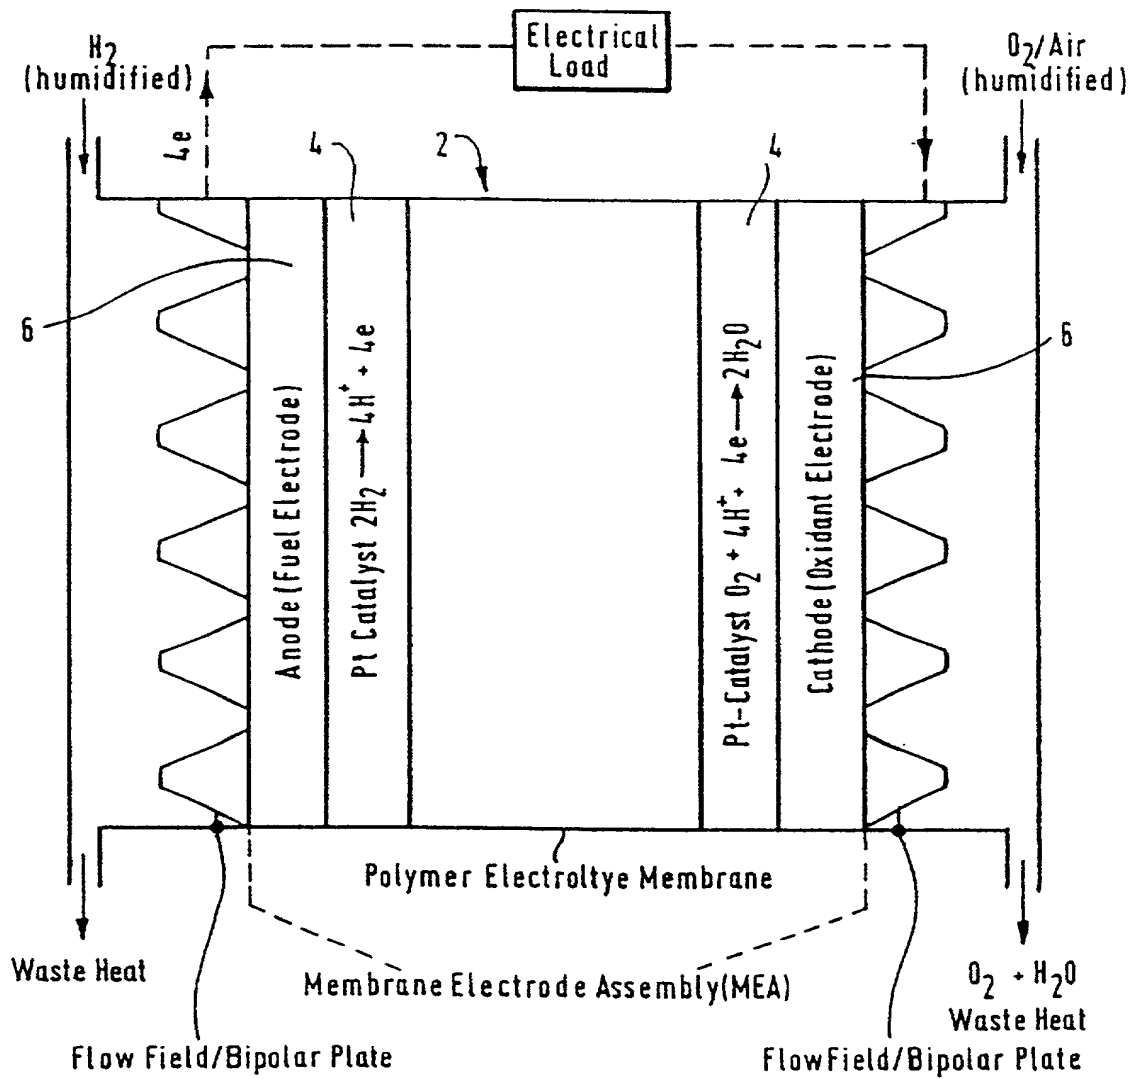 H2
(humidified)
Electrical
Load
O2/Air
(humidified)
4e
4
2
4
6
6
Anode (Fuel Electrode)
Pt Catalyst 2H2 → 4H+ + 4e
Pt-Catalyst O2 + 4H+ + 4e → 2H2O
Cathode (Oxidant Electrode)
Polymer Electroltye Membrane
Waste Heat
Membrane Electrode Assembly(MEA)
O2 + H2O
Waste Heat
Flow Field/Bipolar Plate
Flow Field/Bipolar Plate